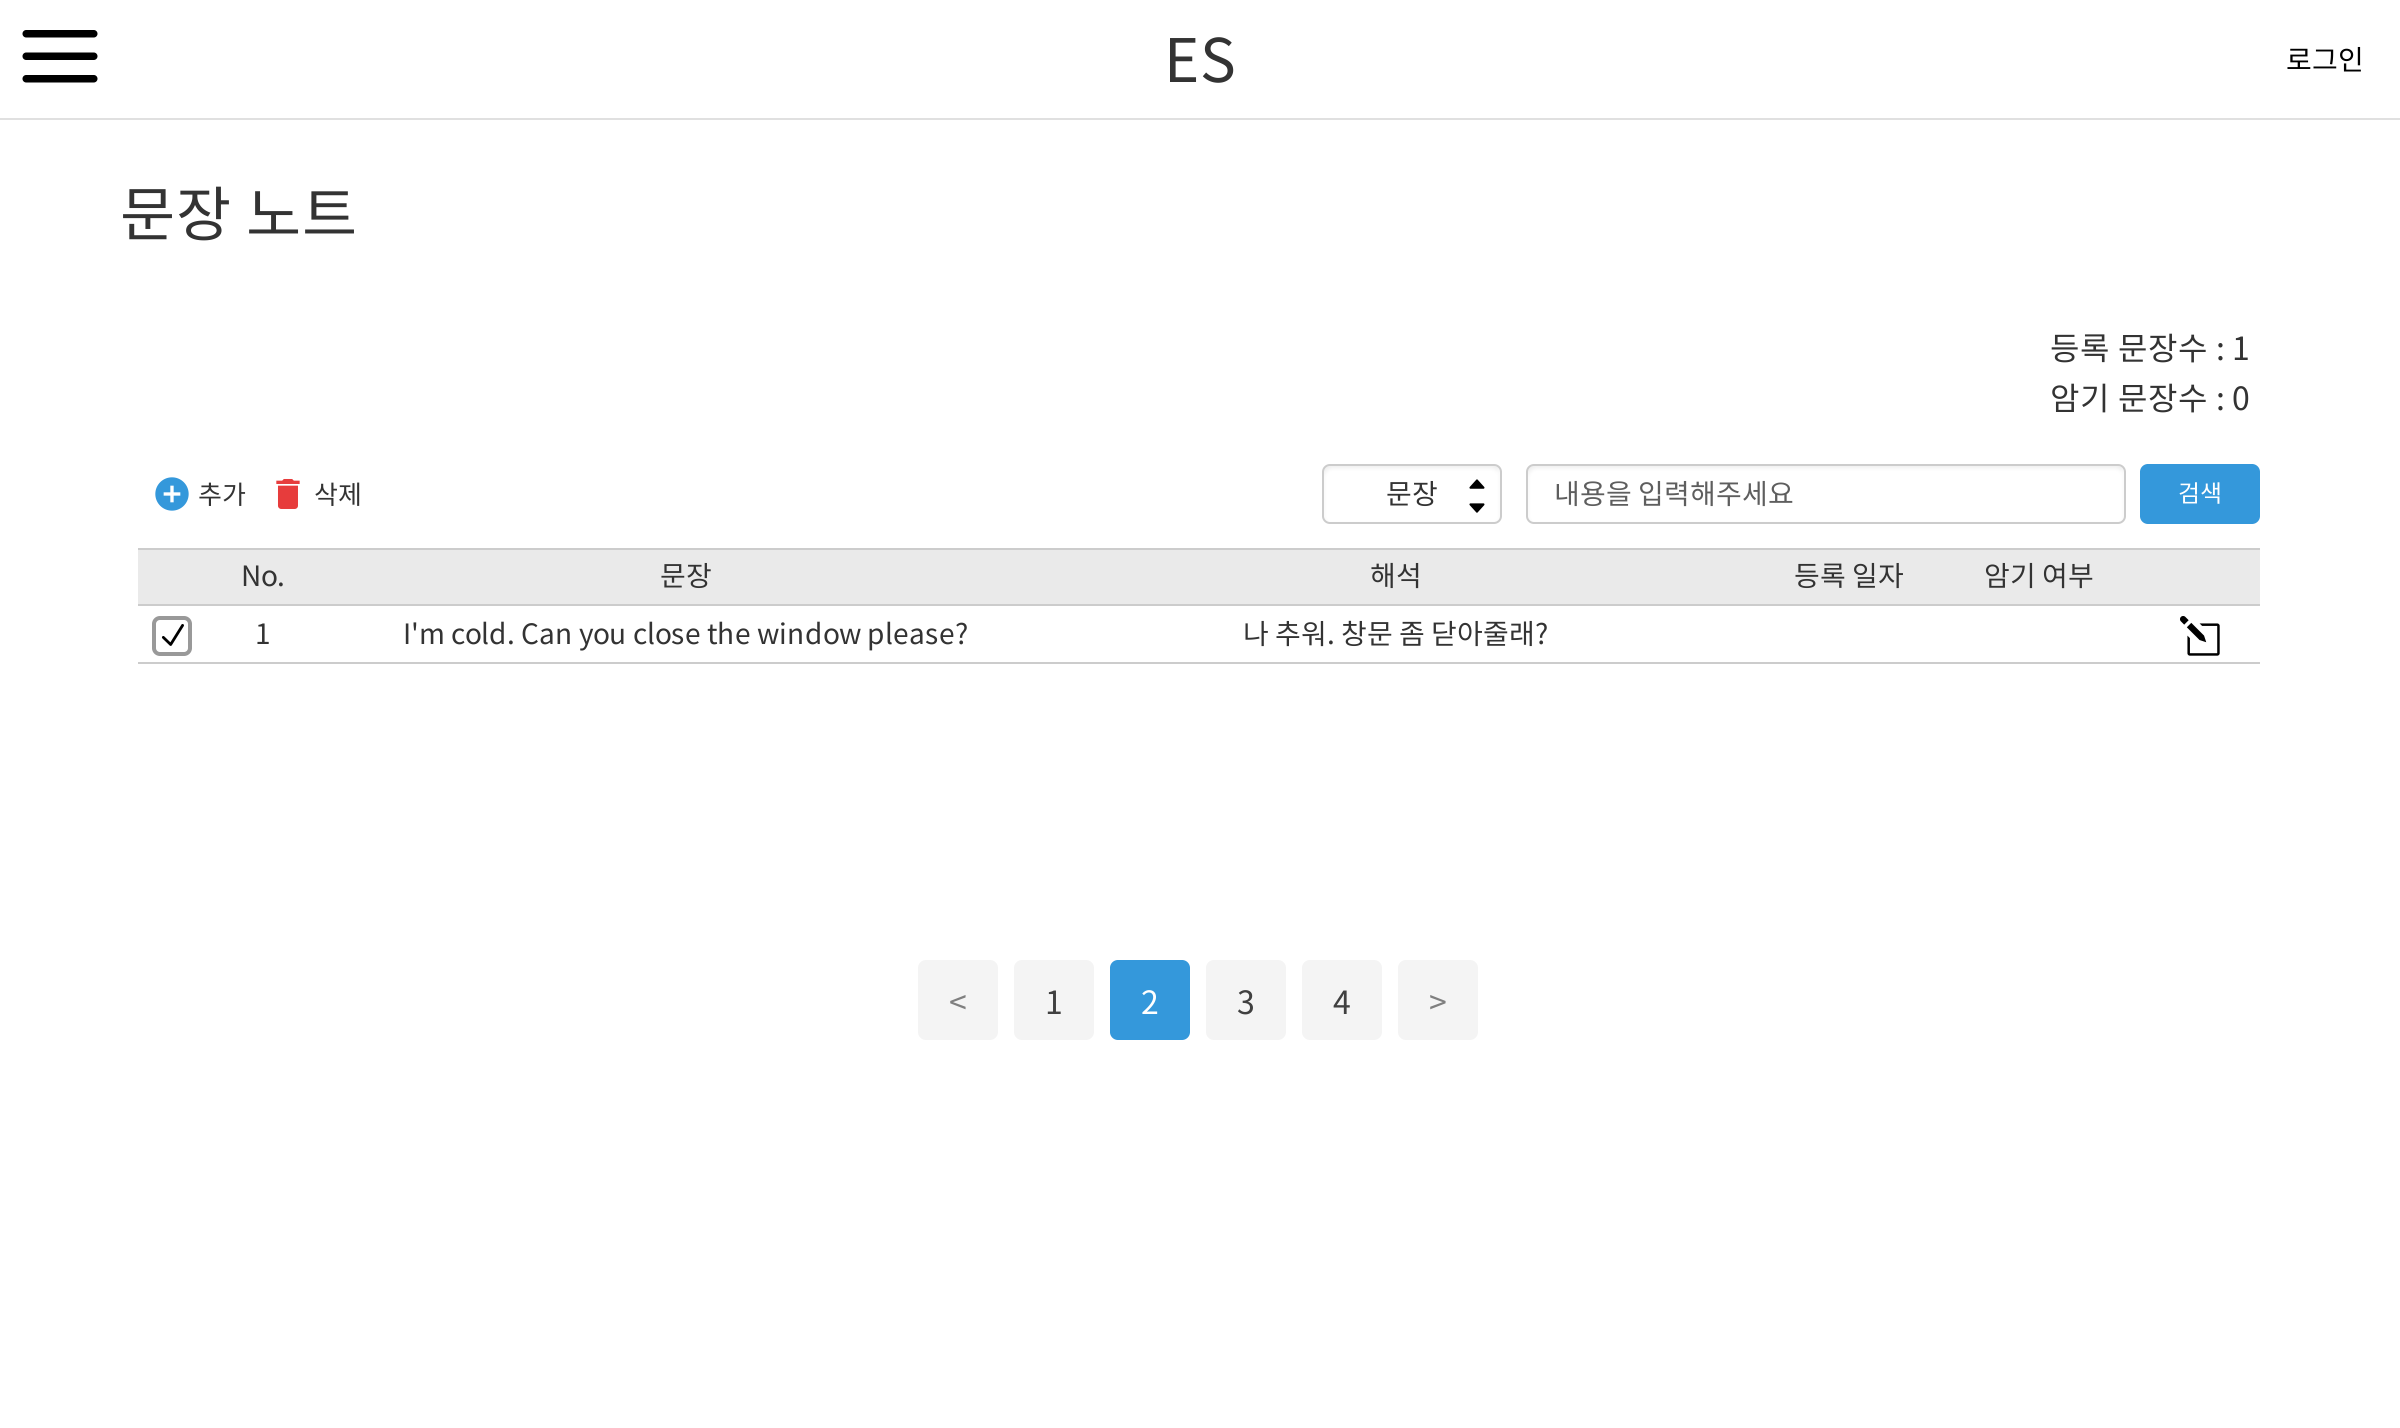 ES
로그인
문장 노트
등록 문장수 : 1
암기 문장수 : 0
추가 삭제 문장 내용을 입력해주세요 검색
No. 문장 해석 등록 일자 암기 여부
1 I'm cold. Can you close the window please? 나 추워. 창문 좀 닫아줄래?
< 1 2 3 4 >